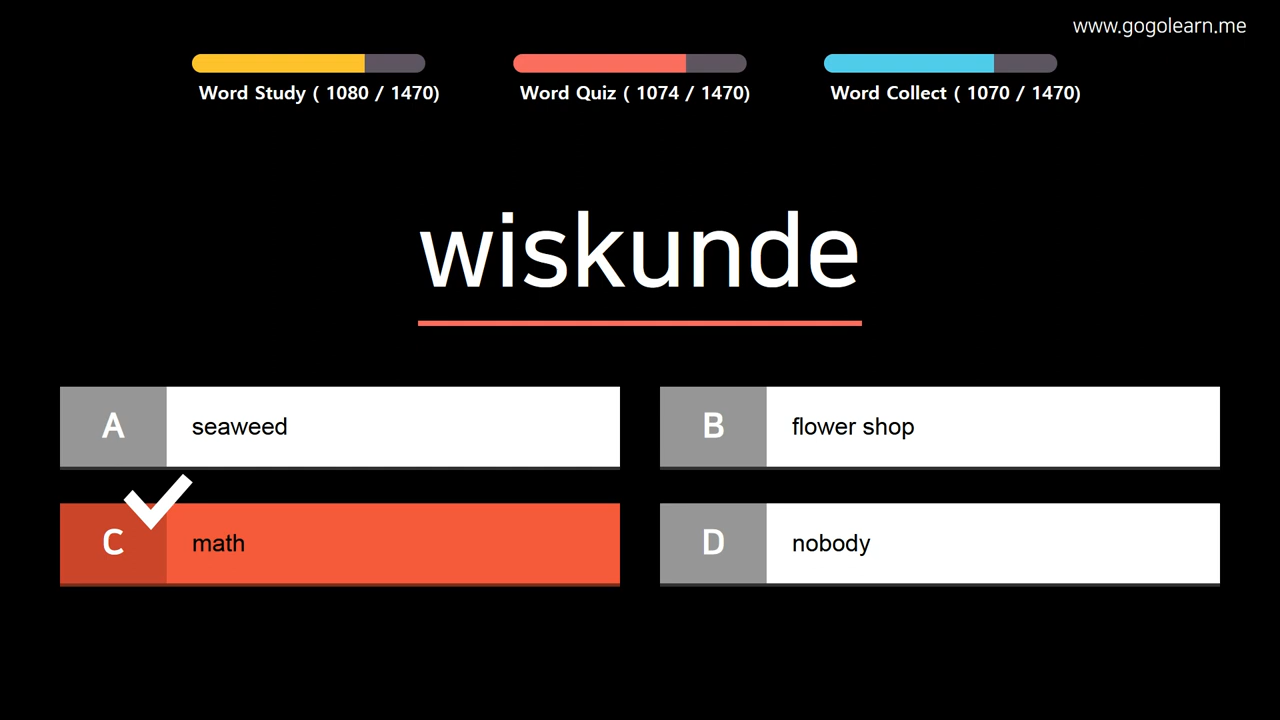 www.gogolearn.me
Word Study ( 1080 / 1470)
Word Quiz ( 1074 / 1470)
Word Collect ( 1070 / 1470)
wiskunde
A seaweed
B flower shop
C math
D nobody